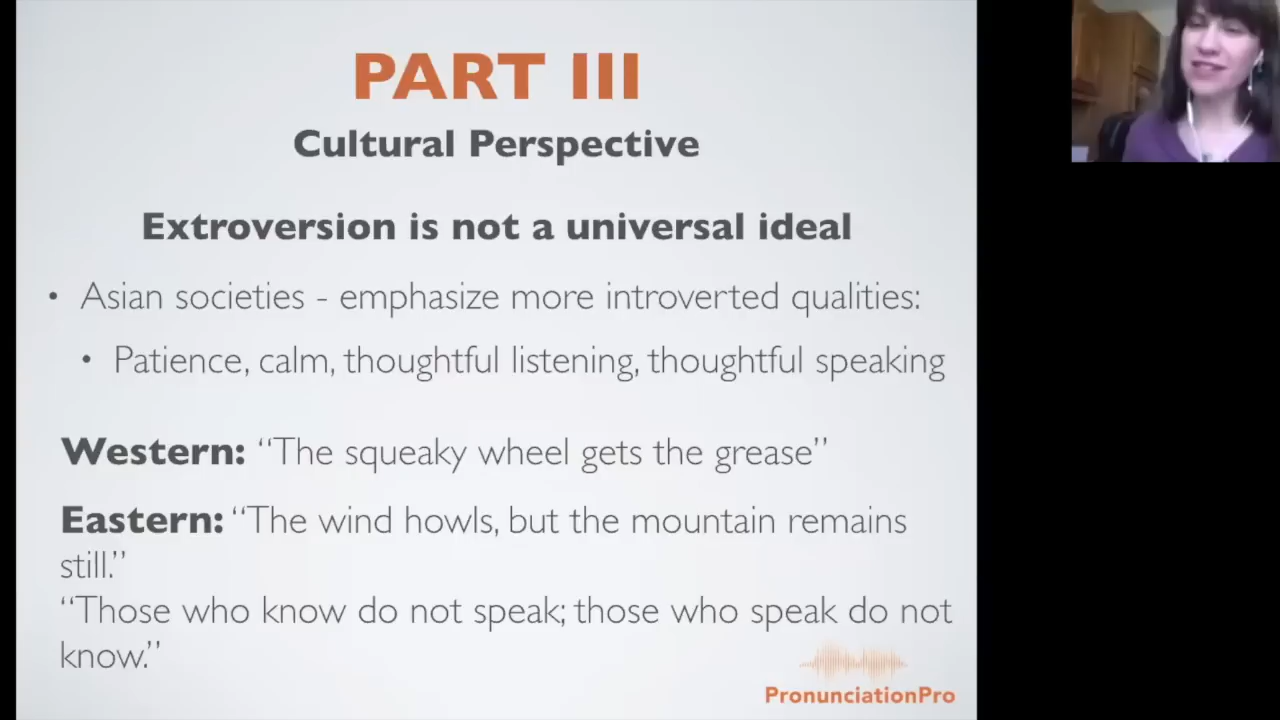 PART III
Cultural Perspective
Extroversion is not a universal ideal
• Asian societies - emphasize more introverted qualities:
• Patience, calm, thoughtful listening, thoughtful speaking
Western: “The squeaky wheel gets the grease”
Eastern: “The wind howls, but the mountain remains
still.”
“Those who know do not speak; those who speak do not
know.”
PronunciationPro